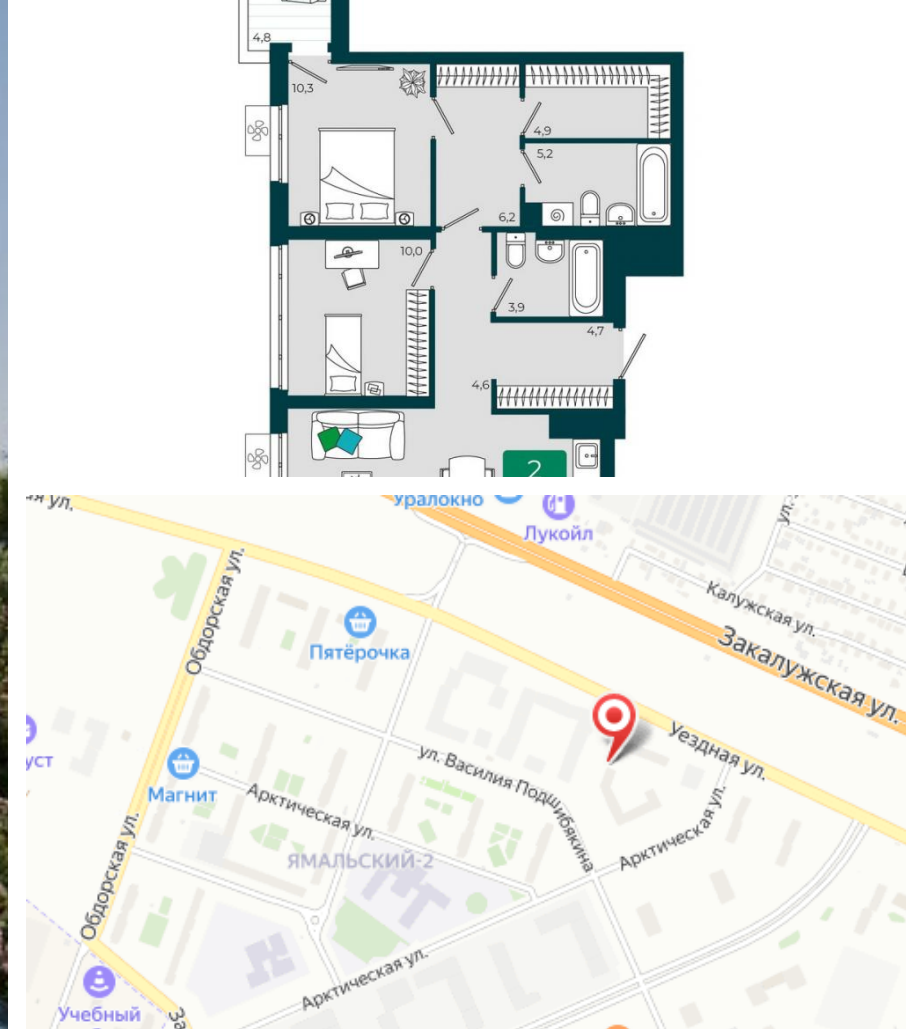 4,8
10,3
4,9
5,2
6,2
10,0
3,9
4,7
4,6
2
Уралокно
Лукойл
ул.
Калужская ул.
Закалужская ул.
Обдорская ул.
Пятёрочка
Уездная ул.
ул. Василия Подшибякина
Магнит
Арктическая ул.
Арктическая ул.
ЯМАЛЬСКИЙ-2
Обдорская ул.
Арктическая ул.
Учебный